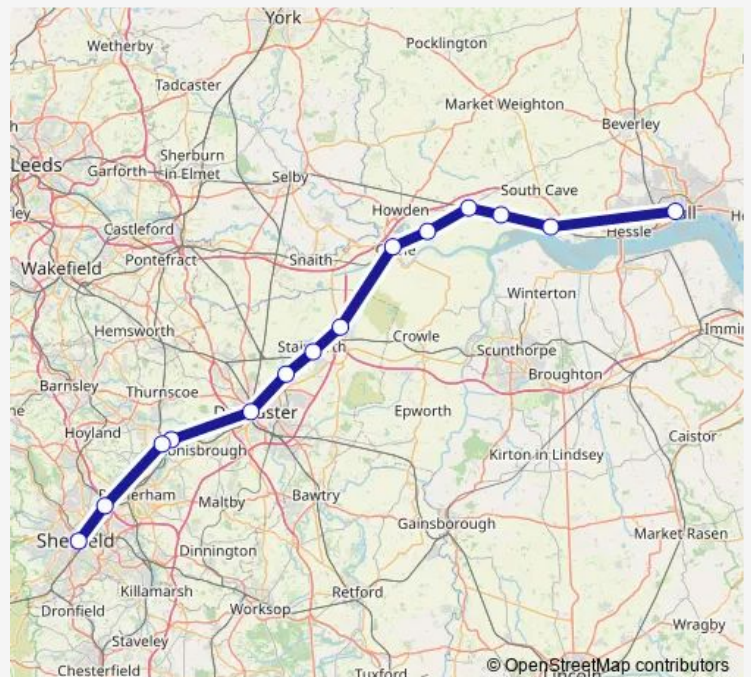 York
Wetherby
Pocklington
Tadcaster
Market Weighton
Beverley
Leeds
Garforth
Sherburn
in Elmet
Selby
South Cave
Howden
Castleford
Hessle
Pontefract
Snaith
Wakefield
Winterton
Hemsworth
Crowle
Scunthorpe
Broughton
Barnsley
Thurnscoe
Epworth
Hoyland
Caistor
Kirton in Lindsey
Maltby
Bawtry
Gainsborough
Market Rasen
Dinnington
Killamarsh
Retford
Worksop
Dronfield
Wragby
Staveley
Chesterfield
Tuxford
Lincoln
© OpenStreetMap contributors